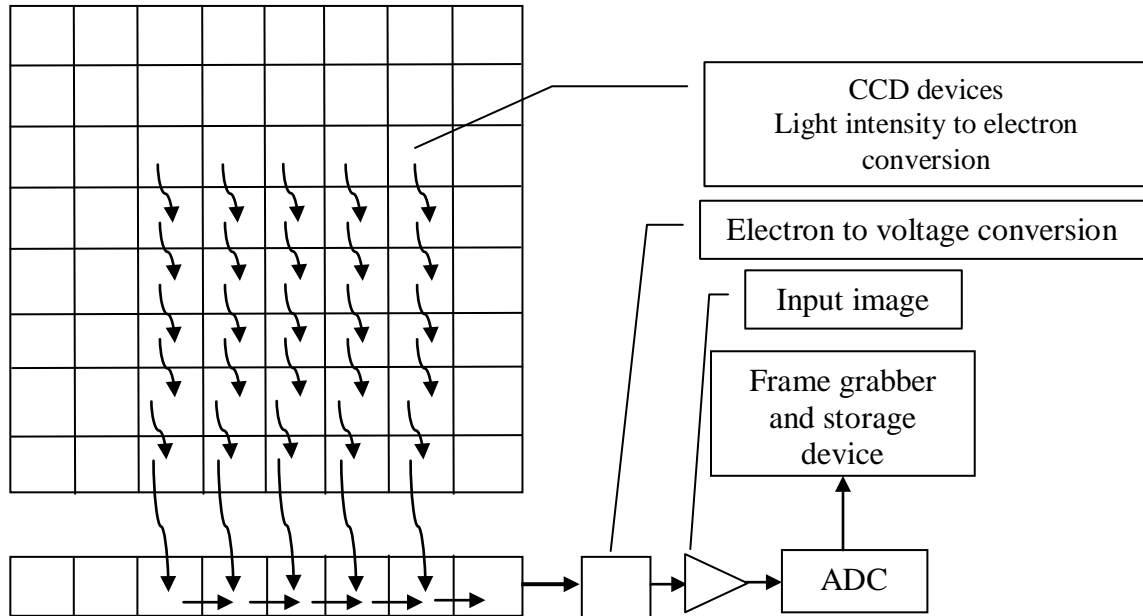 CCD devices
Light intensity to electron
conversion
Electron to voltage conversion
Input image
Frame grabber
and storage
device
ADC